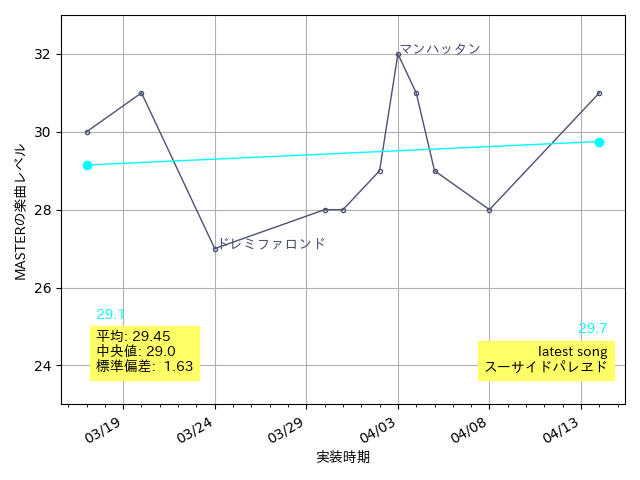 32
30
28
26
24
MASTERの楽曲レベル
マンハッタン
ドレミファロンド
29.1
平均: 29.45
中央値: 29.0
標準偏差: 1.63
29.7
latest song
スーサイドパレヱド
03/19
03/24
03/29
04/03
04/08
04/13
実装時期